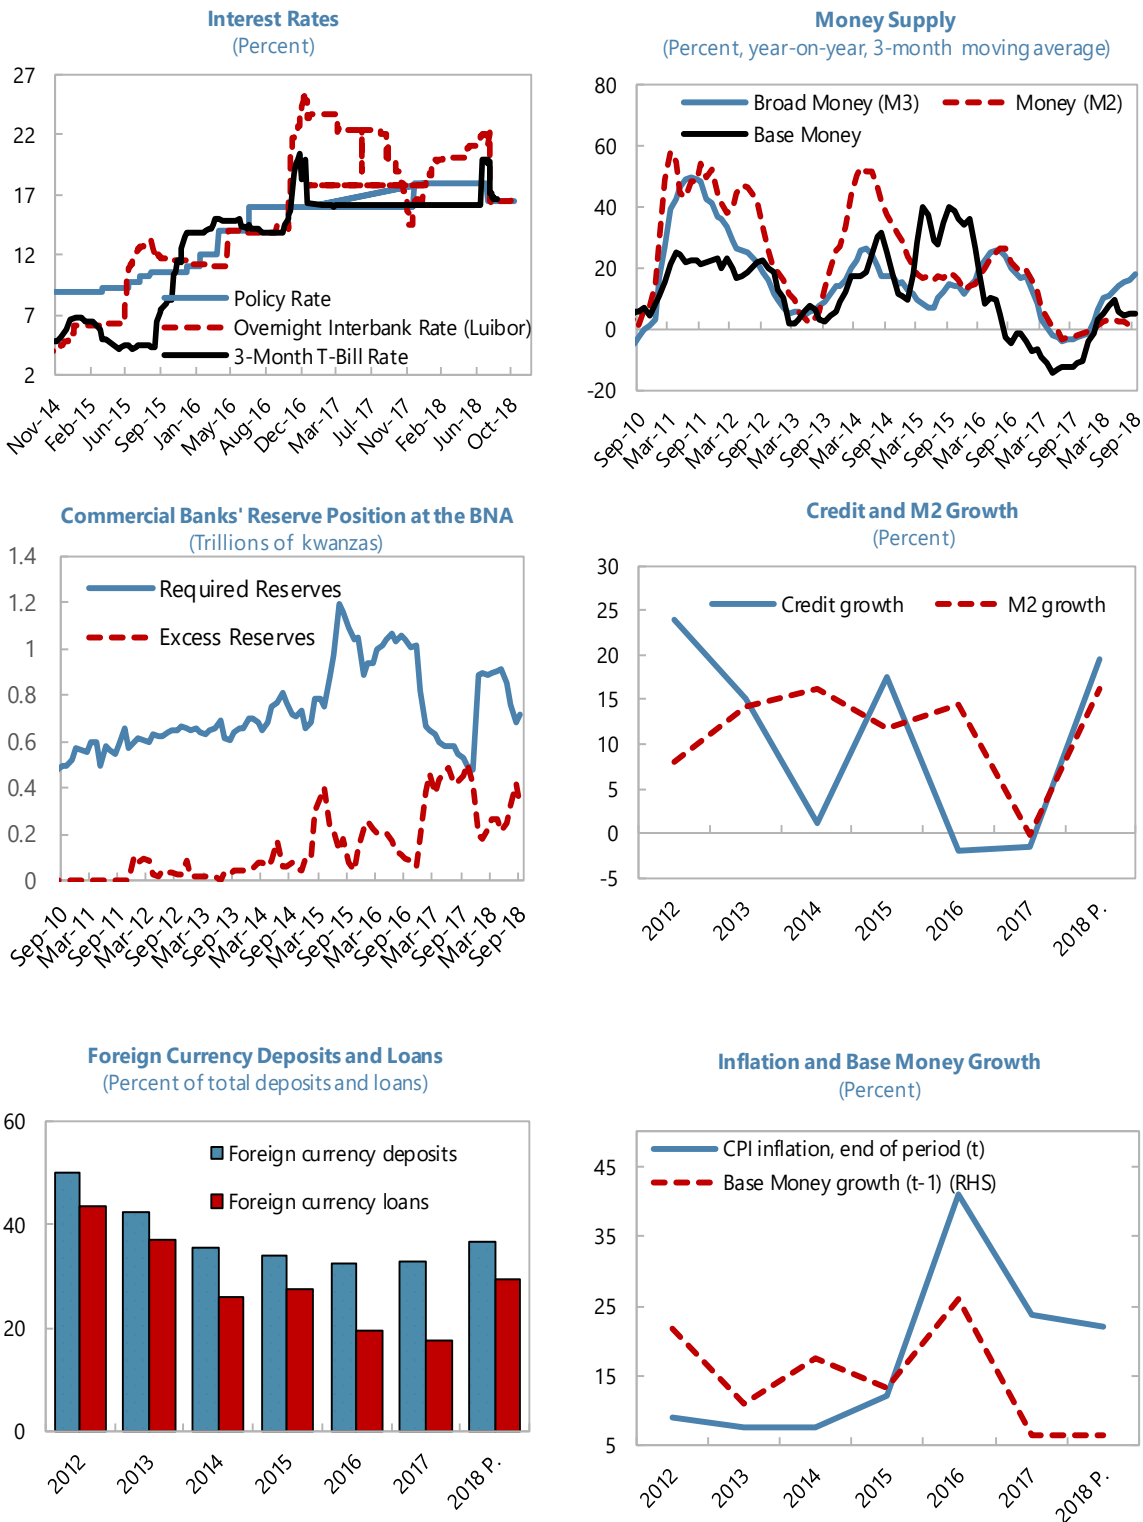 Interest Rates
(Percent)
27
22
17
12
7
2
Policy Rate
Overnight Interbank Rate (Luibor)
3-Month T-Bill Rate
Nov-14
Feb-15
Jun-15
Sep-15
Jan-16
May-16
Aug-16
Dec-16
Mar-17
Jul-17
Nov-17
Feb-18
Jun-18
Oct-18
Money Supply
(Percent, year-on-year, 3-month moving average)
80
60
40
20
0
-20
Broad Money (M3)
Money (M2)
Base Money
Sep-10
Mar-11
Sep-11
Mar-12
Sep-12
Mar-13
Sep-13
Mar-14
Sep-14
Mar-15
Sep-15
Mar-16
Sep-16
Mar-17
Sep-17
Mar-18
Sep-18
Commercial Banks' Reserve Position at the BNA
(Trillions of kwanzas)
1.4
1.2
1
0.8
0.6
0.4
0.2
0
Required Reserves
Excess Reserves
Sep-10
Mar-11
Sep-11
Mar-12
Sep-12
Mar-13
Sep-13
Mar-14
Sep-14
Mar-15
Sep-15
Mar-16
Sep-16
Mar-17
Sep-17
Mar-18
Sep-18
Credit and M2 Growth
(Percent)
30
25
20
15
10
5
0
-5
Credit growth
M2 growth
2012
2013
2014
2015
2016
2017
2018 P.
Foreign Currency Deposits and Loans
(Percent of total deposits and loans)
60
40
20
0
Foreign currency deposits
Foreign currency loans
2012
2013
2014
2015
2016
2017
2018 P.
Inflation and Base Money Growth
(Percent)
45
35
25
15
5
CPI inflation, end of period (t)
Base Money growth (t-1) (RHS)
2012
2013
2014
2015
2016
2017
2018 P.